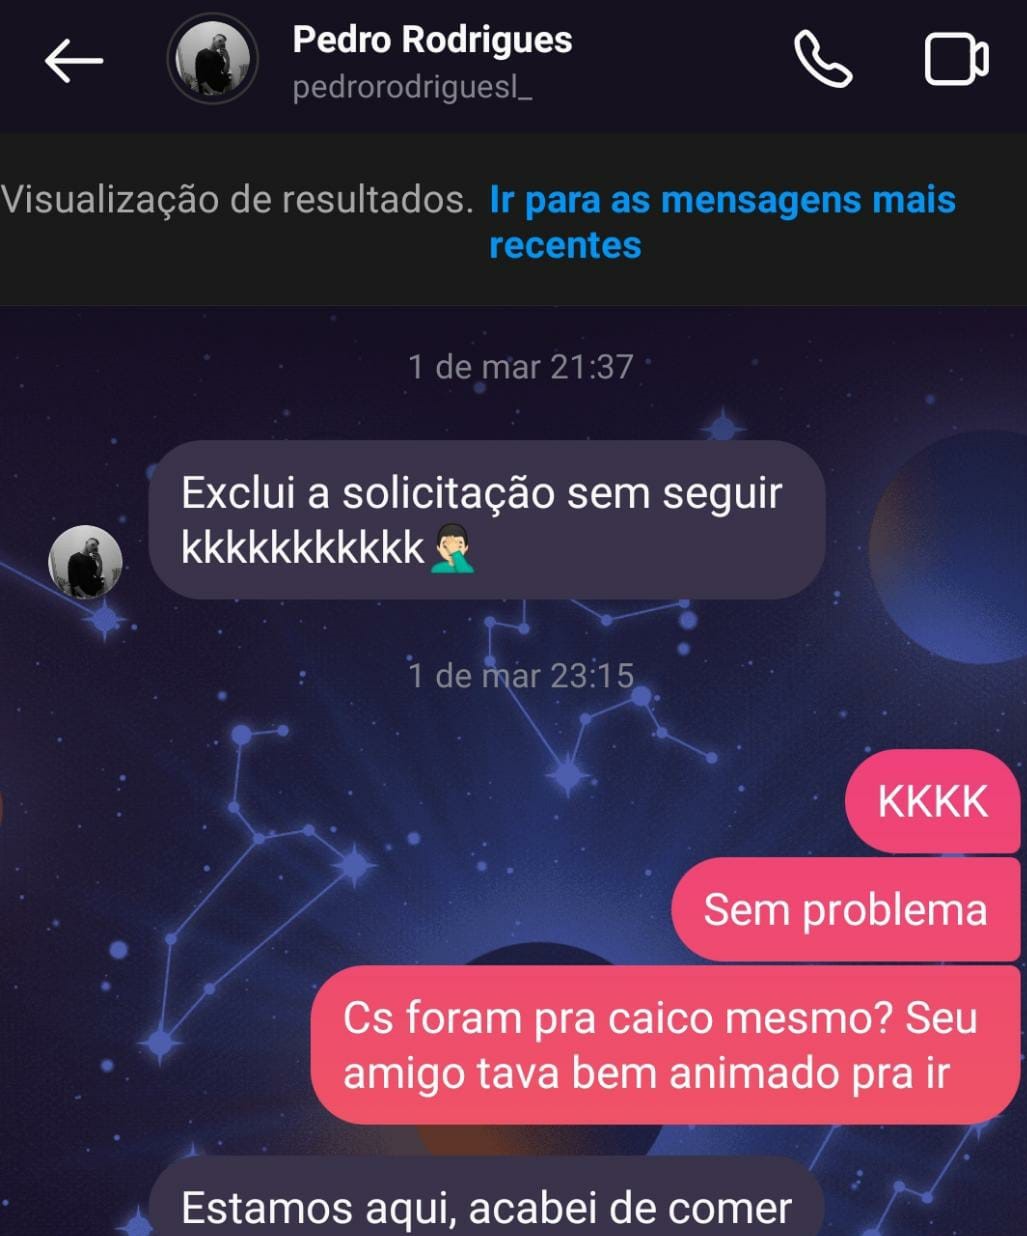 Pedro Rodrigues
pedrorodriguesl_
Visualização de resultados. Ir para as mensagens mais
recentes
1 de mar 21:37
Exclui a solicitação sem seguir
kkkkkkkkkkk🤦🏻‍♂️
1 de mar 23:15
KKKK
Sem problema
Cs foram pra caico mesmo? Seu
amigo tava bem animado pra ir
Estamos aqui, acabei de comer